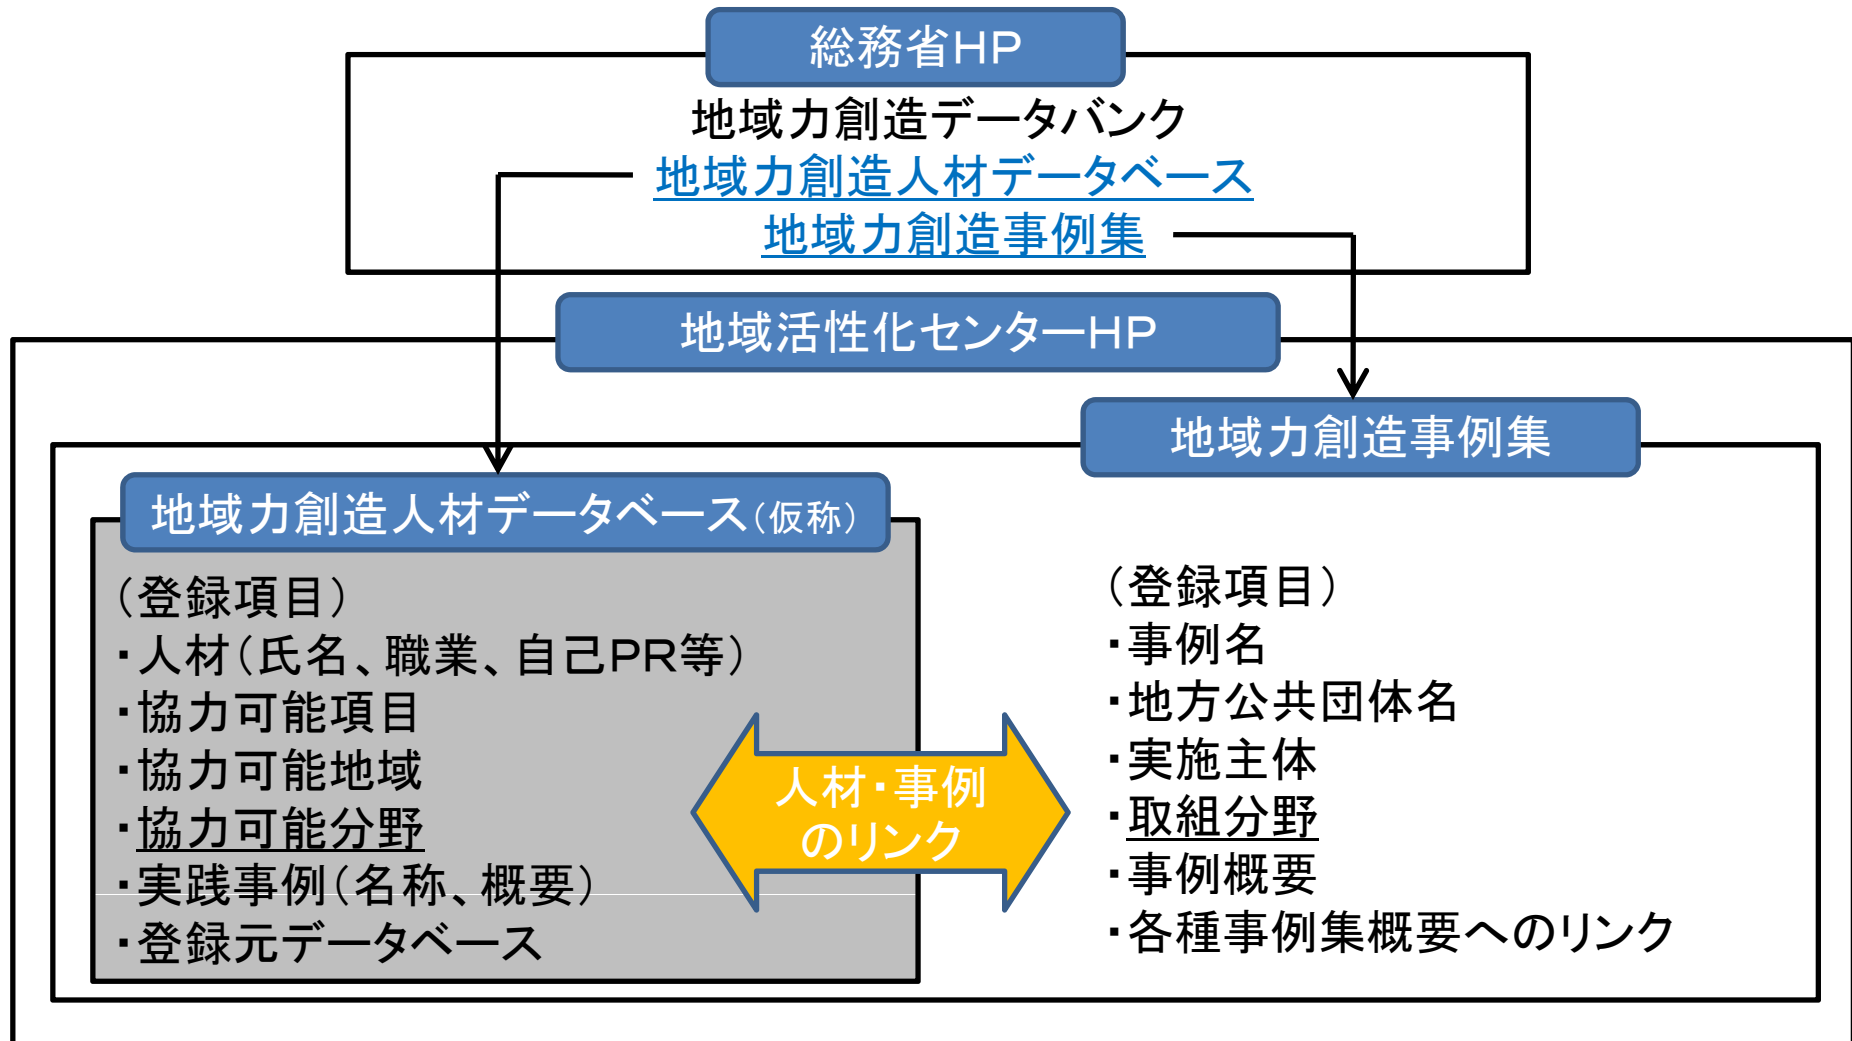 総務省HP
地域力創造データバンク
地域力創造人材データベース
地域力創造事例集
地域活性化センターHP
地域力創造事例集
地域力創造人材データベース(仮称)
(登録項目)
・人材(氏名、職業、自己PR等)
・協力可能項目
・協力可能地域
・協力可能分野
・実践事例(名称、概要)
・登録元データベース
人材・事例
のリンク
(登録項目)
・事例名
・地方公共団体名
・実施主体
・取組分野
・事例概要
・各種事例集概要へのリンク